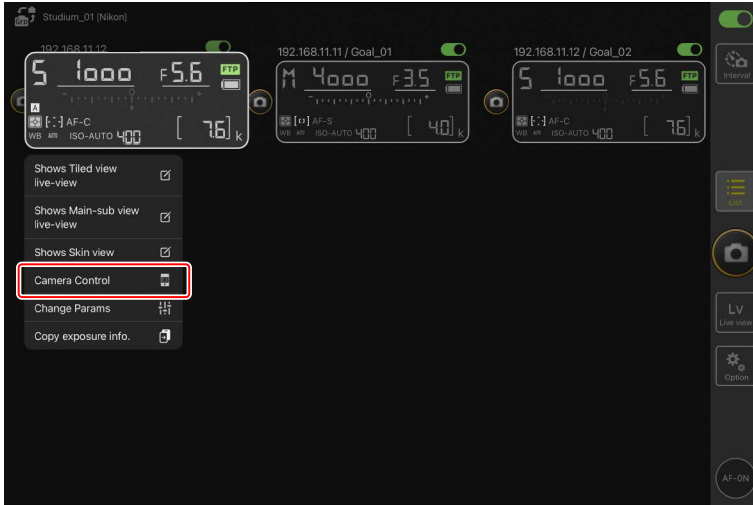 GRP
Studium_01 [Nikon]
192.168.11.12
S 1000 F5.6 FTP
A
[::] AF-C
WB AUTO ISO-AUTO 400 [ 7.6] k
192.168.11.11 / Goal_01
M 4000 F3.5 FTP
AF-S
WB AUTO ISO-AUTO 400 [ 4.0] k
192.168.11.12 / Goal_02
S 1000 F5.6 FTP
[::] AF-C
WB AUTO ISO-AUTO 400 [ 7.6] k
Shows Tiled view
live-view
Shows Main-sub view
live-view
Shows Skin view
Camera Control
Change Params
Copy exposure info.
Interval
List
Lv
Live view
Option
AF-ON